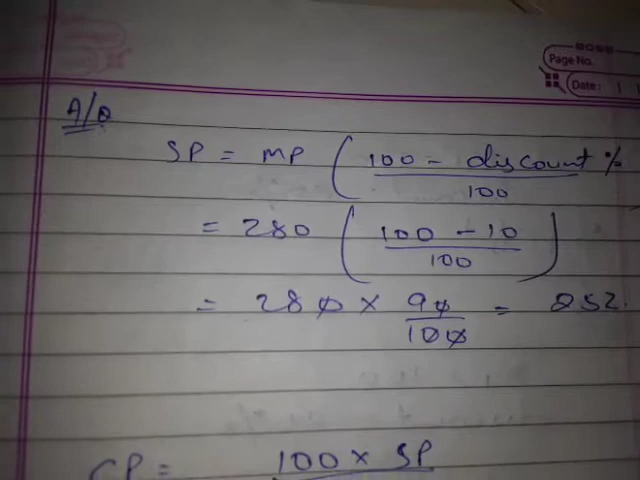 Page No.
Date:
A/Q
SP = MP ( 100 - discount % / 100
= 280 ( 100 - 10 / 100 )
= 280 × 90 / 100 = 252.
CP = 100 × SP